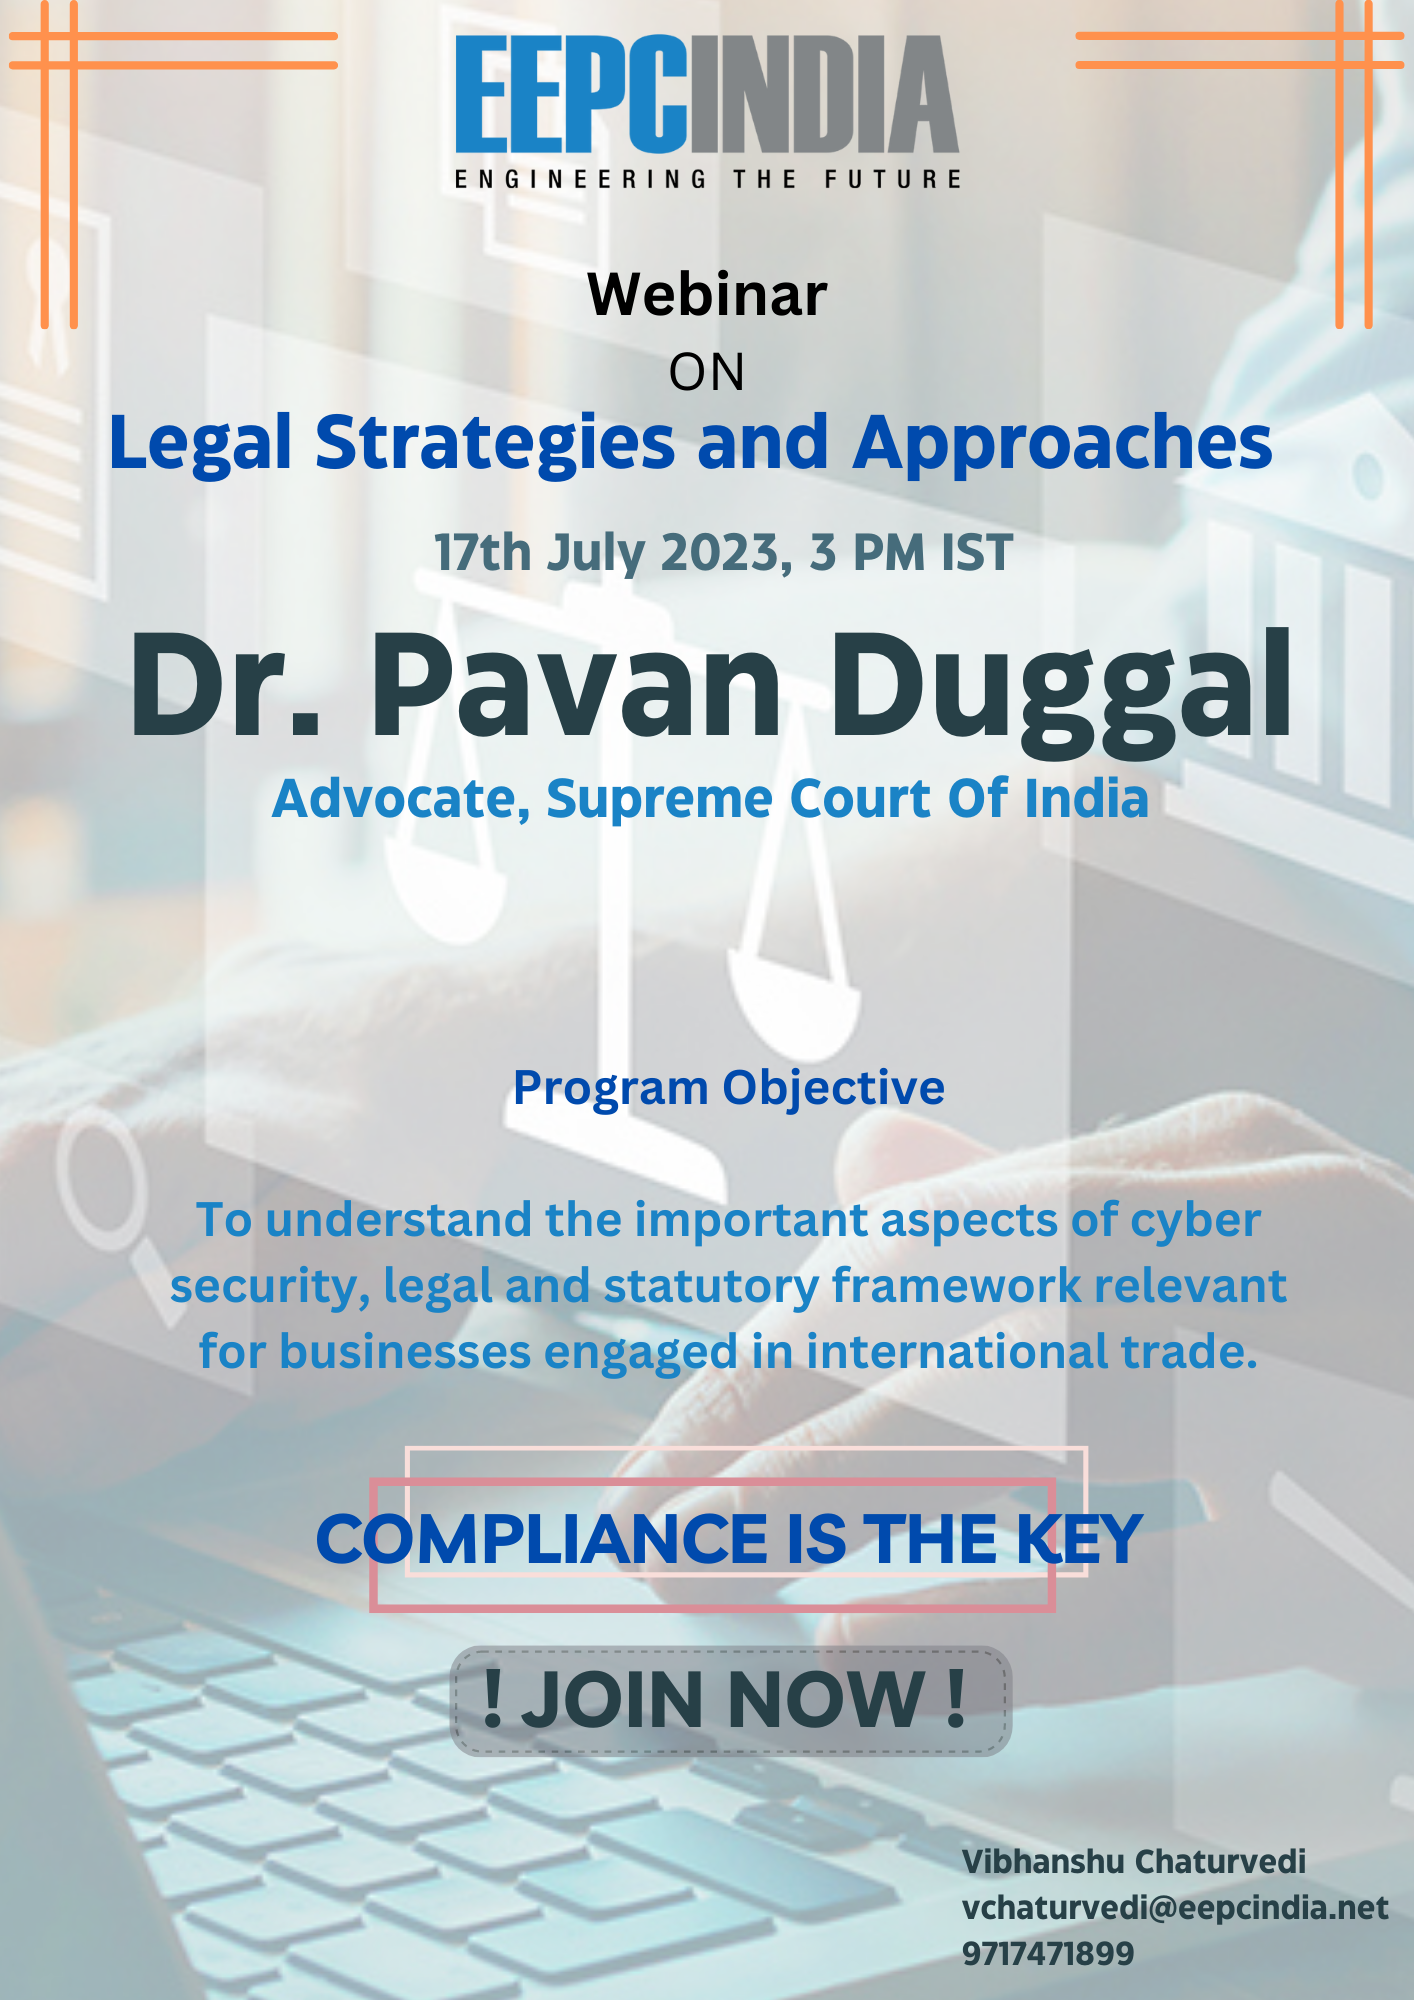 EEPCINDIA
ENGINEERING THE FUTURE
Webinar
ON
Legal Strategies and Approaches
17th July 2023, 3 PM IST
Dr. Pavan Duggal
Advocate, Supreme Court Of India
Program Objective
To understand the important aspects of cyber
security, legal and statutory framework relevant
for businesses engaged in international trade.
COMPLIANCE IS THE KEY
! JOIN NOW !
Vibhanshu Chaturvedi
vchaturvedi@eepcindia.net
9717471899